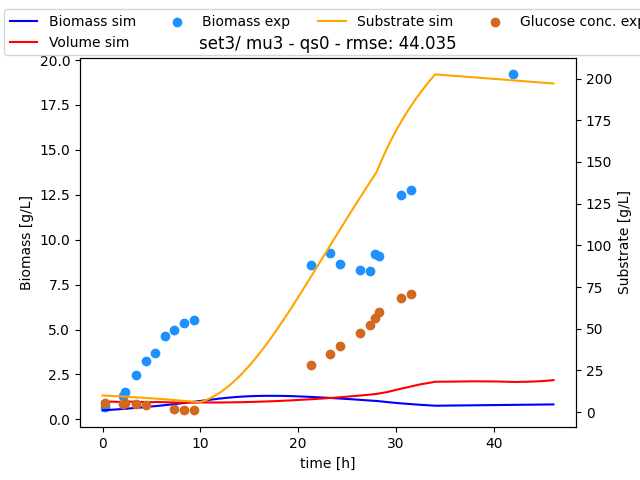 Biomass sim Biomass exp Substrate sim Glucose conc. exp
Volume sim
set3/ mu3 - qs0 - rmse: 44.035
20.0
17.5
15.0
12.5
10.0
7.5
5.0
2.5
0.0
Biomass [g/L]
200
175
150
125
100
75
50
25
0
Substrate [g/L]
0 10 20 30 40
time [h]